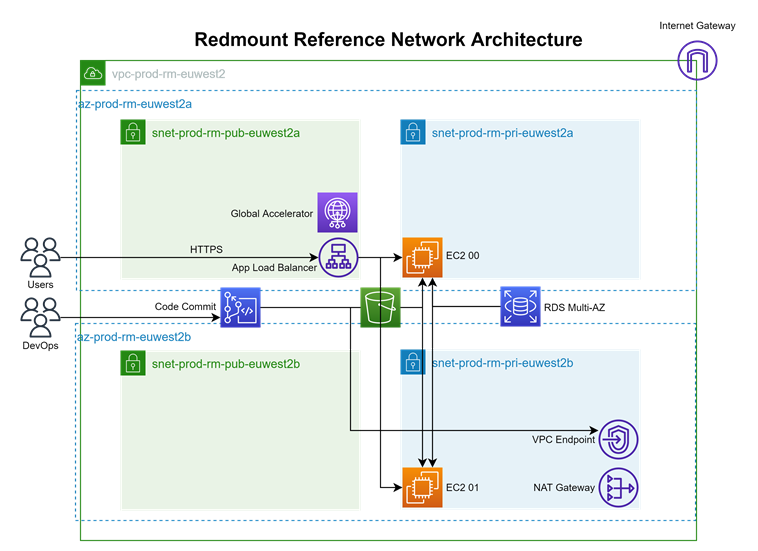 Internet Gateway
Redmount Reference Network Architecture
vpc-prod-rm-euwest2
az-prod-rm-euwest2a
snet-prod-rm-pub-euwest2a
snet-prod-rm-pri-euwest2a
Global Accelerator
HTTPS
EC2 00
App Load Balancer
Users
Code Commit
RDS Multi-AZ
DevOps
az-prod-rm-euwest2b
snet-prod-rm-pub-euwest2b
snet-prod-rm-pri-euwest2b
VPC Endpoint
EC2 01
NAT Gateway